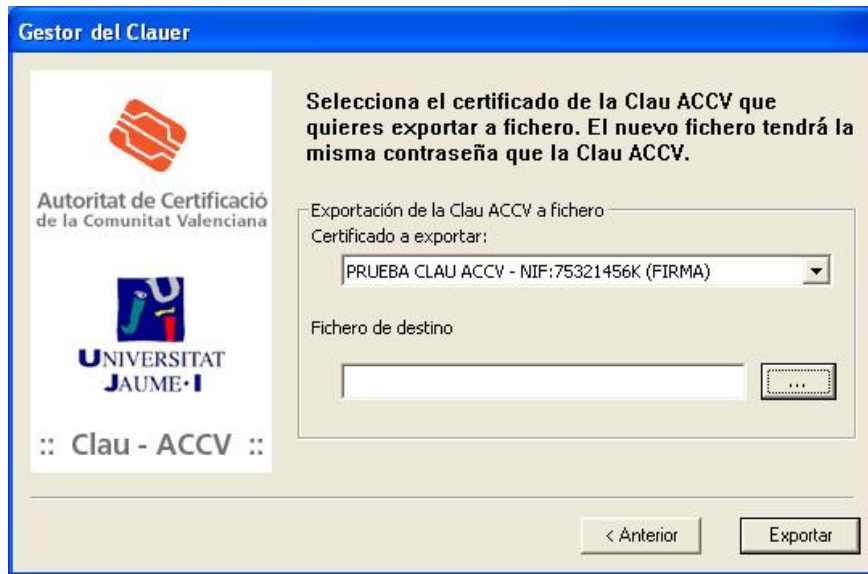 Gestor del Clauer
Autoritat de Certificació
de la Comunitat Valenciana
UNIVERSITAT
JAUME·I
:: Clau - ACCV ::
Selecciona el certificado de la Clau ACCV que
quieres exportar a fichero. El nuevo fichero tendrá la
misma contraseña que la Clau ACCV.
Exportación de la Clau ACCV a fichero
Certificado a exportar:
PRUEBA CLAU ACCV - NIF:75321456K (FIRMA)
Fichero de destino
...
< Anterior
Exportar